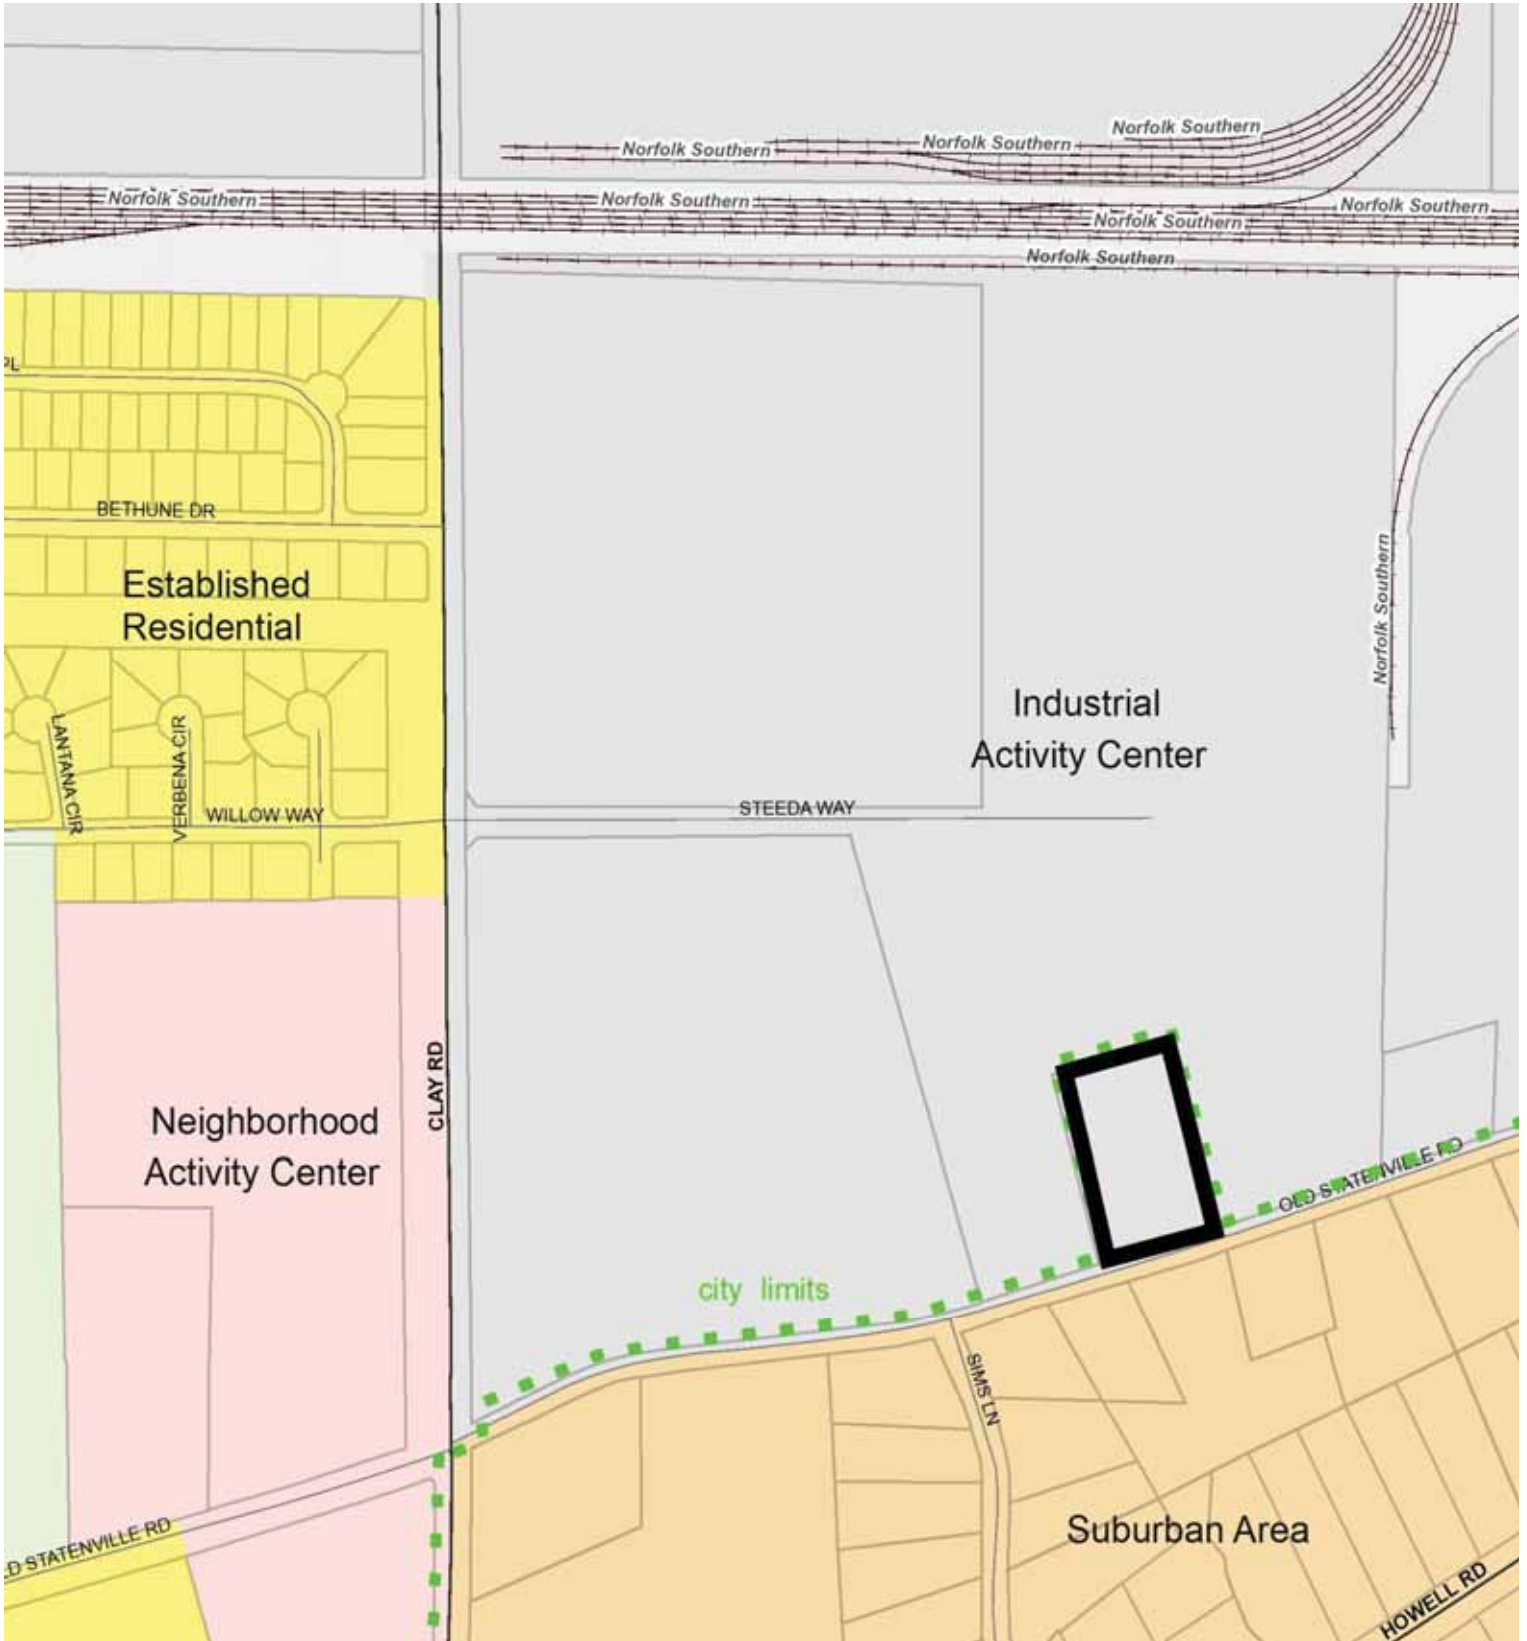 Norfolk Southern
Norfolk Southern
Norfolk Southern
Norfolk Southern
Norfolk Southern
Norfolk Southern
Norfolk Southern
Norfolk Southern
PL
BETHUNE DR
Established
Residential
Norfolk Southern
Industrial
Activity Center
LANTANA CIR
VERBENA CIR
WILLOW WAY
STEEDA WAY
CLAY RD
Neighborhood
Activity Center
OLD STATENVILLE RD
city limits
SIMS LN
LD STATENVILLE RD
Suburban Area
HOWELL RD